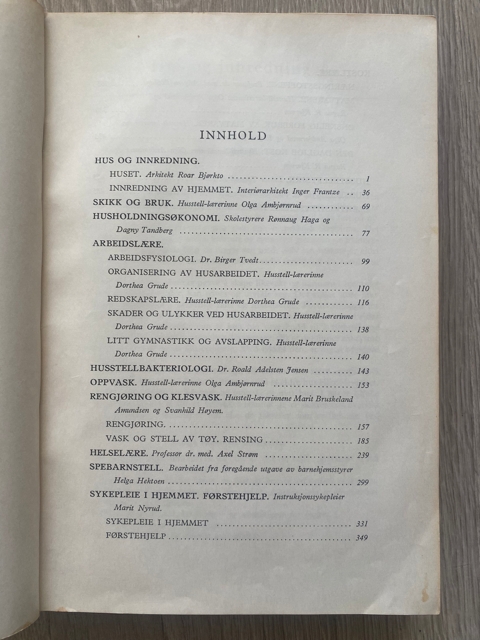 INNHOLD
HUS OG INNREDNING.
HUSET. Arkitekt Roar Bjørkto .......................... 1
INNREDNING AV HJEMMET. Interiørarkitekt Inger Frantze .. 36
SKIKK OG BRUK. Husstell-lærerinne Olga Ambjørnrud ............ 69
HUSHOLDNINGSØKONOMI. Skolestyrere Rønnaug Haga og
Dagny Tandberg .................................. 77
ARBEIDSLÆRE.
ARBEIDSFYSIOLOGI. Dr. Birger Tvedt .................... 99
ORGANISERING AV HUSARBEIDET. Husstell-lærerinne
Dorthea Grude ..................................... 110
REDSKAPSLÆRE. Husstell-lærerinne Dorthea Grude ........ 116
SKADER OG ULYKKER VED HUSARBEIDET. Husstell-lærerinne
Dorthea Grude ..................................... 138
LITT GYMNASTIKK OG AVSLAPPING. Husstell-lærerinne
Dorthea Grude ..................................... 140
HUSSTELLBAKTERIOLOGI. Dr. Roald Adelsten Jensen ........ 143
OPPVASK. Husstell-lærerinne Olga Ambjørnrud ................ 153
RENGJØRING OG KLESVASK. Husstell-lærerinnene Marit Bruskeland
Amundsen og Svanhild Høyem.
RENGJØRING. .......................................... 157
VASK OG STELL AV TØY. RENSING ........................ 185
HELSELÆRE. Professor dr. med. Axel Strøm .................... 239
SPEBARNSTELL. Bearbeidet fra foregående utgave av barnehjemsstyrer
Helga Hektoen .................................... 299
SYKEPLEIE I HJEMMET. FØRSTEHJELP. Instruksjonssykepleier
Marit Nyrud.
SYKEPLEIE I HJEMMET .................................. 331
FØRSTEHJELP .......................................... 349